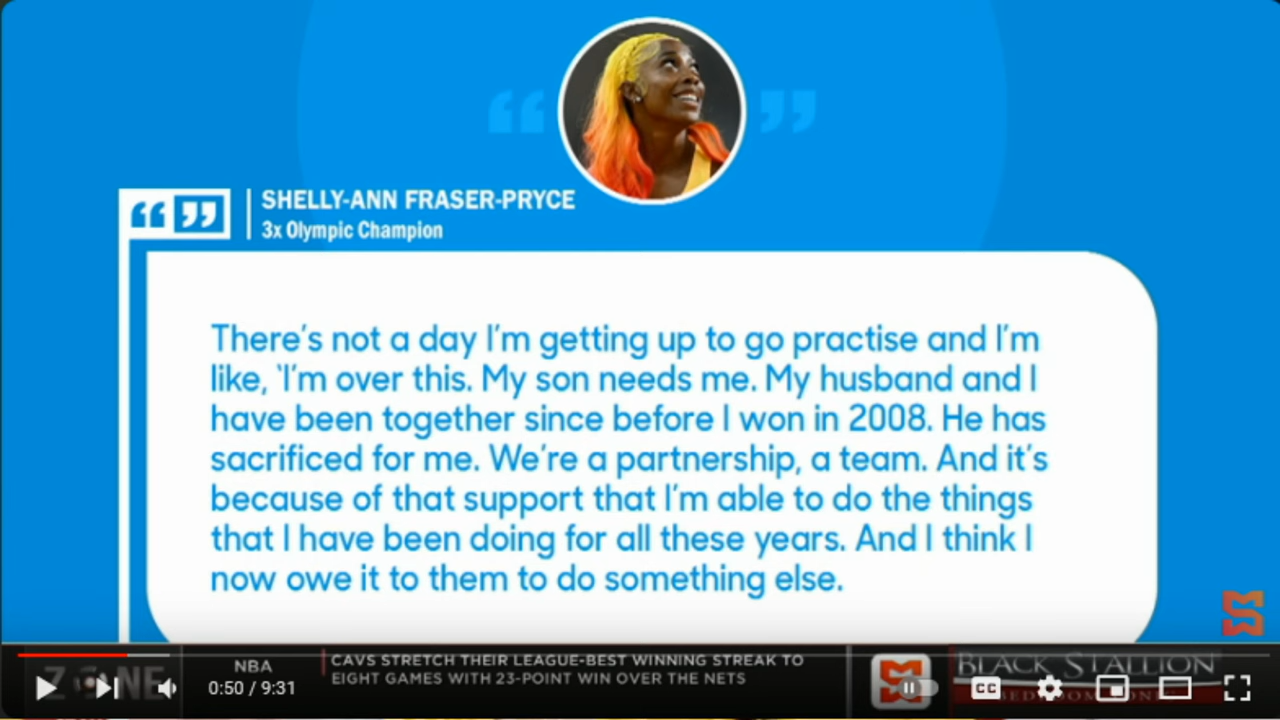 SHELLY-ANN FRASER-PRYCE
3x Olympic Champion
There's not a day I'm getting up to go practise and I'm
like, 'I'm over this. My son needs me. My husband and I
have been together since before I won in 2008. He has
sacrificed for me. We're a partnership, a team. And it's
because of that support that I'm able to do the things
that I have been doing for all these years. And I think I
now owe it to them to do something else.
NBA
CAVS STRETCH THEIR LEAGUE-BEST WINNING STREAK TO
EIGHT GAMES WITH 23-POINT WIN OVER THE NETS
BLACK STALLION
0:50 / 9:31
CC